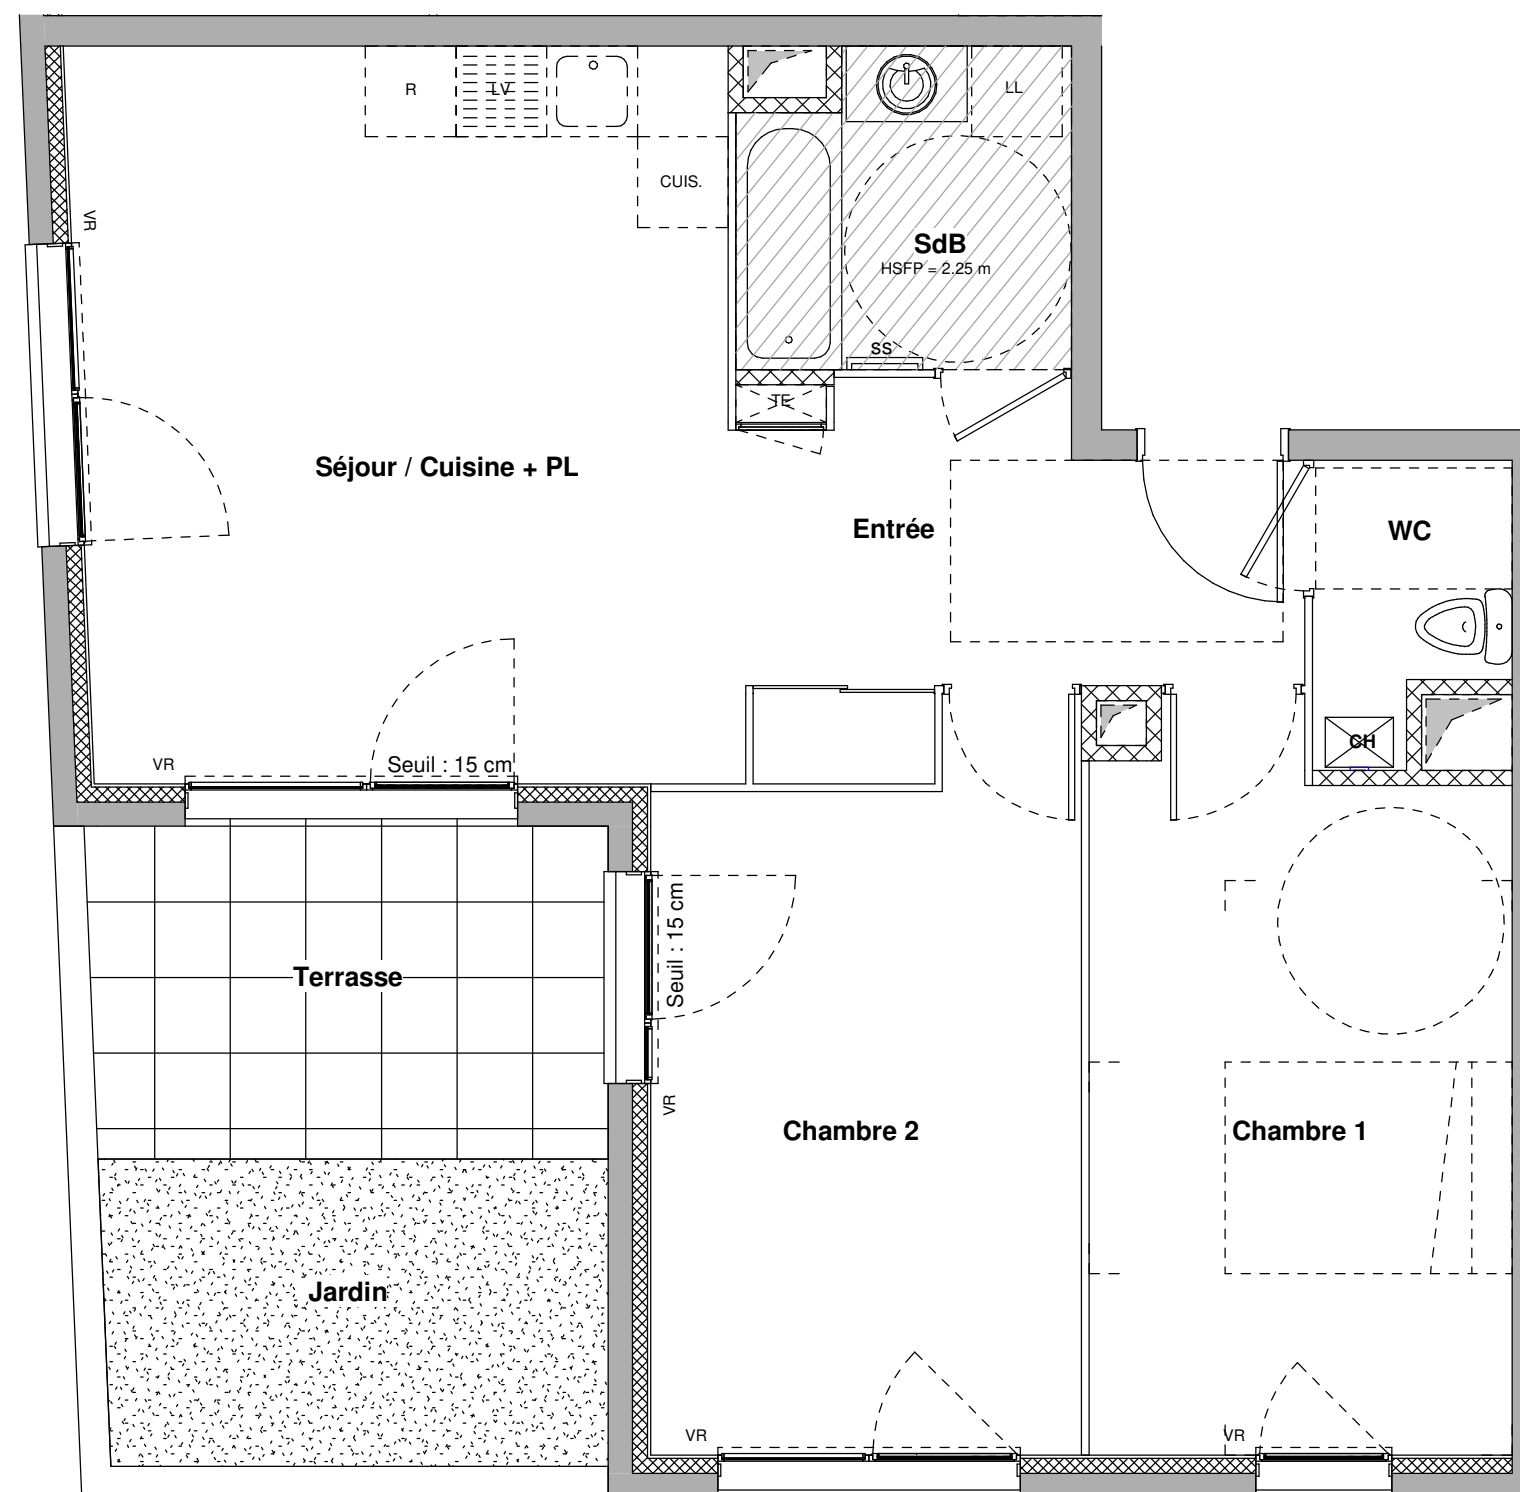 R
LV
LL
CUIS.
VR
SdB
HSFP = 2.25 m
SS
TE
Séjour / Cuisine + PL
Entrée
WC
CH
VR
Seuil : 15 cm
Seuil : 15 cm
Terrasse
VR
Chambre 2
Chambre 1
Jardin
VR
VR